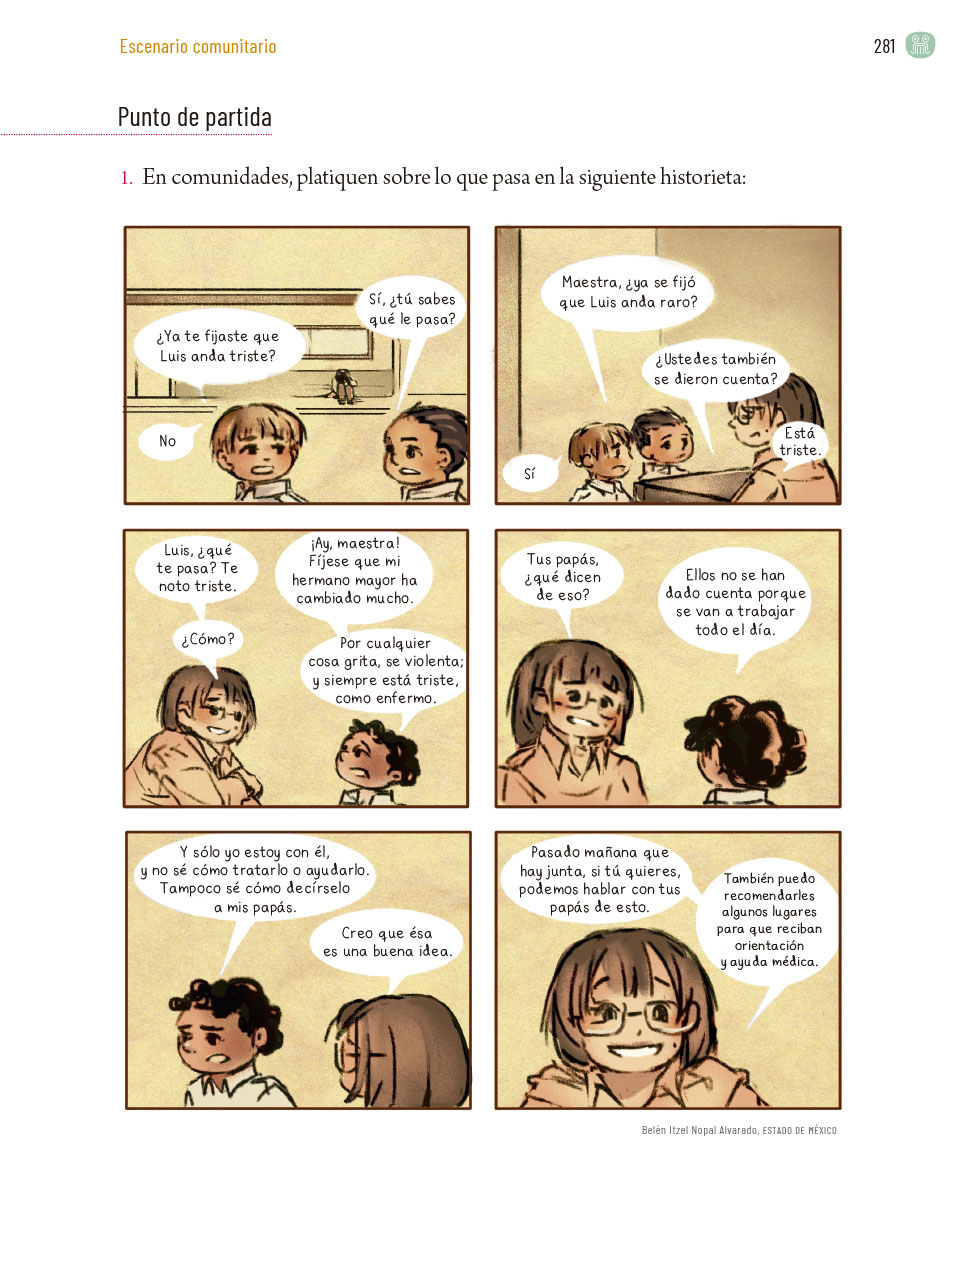 Escenario comunitario
281
Punto de partida
1. En comunidades, platiquen sobre lo que pasa en la siguiente historieta:
¿Ya te fijaste que
Luis anda triste?
Sí, ¿tú sabes
qué le pasa?
No
Maestra, ¿ya se fijó
que Luis anda raro?
¿Ustedes también
se dieron cuenta?
Sí
Está
triste.
Luis, ¿qué
te pasa? Te
noto triste.
¡Ay, maestra!
Fíjese que mi
hermano mayor ha
cambiado mucho.
¿Cómo?
Por cualquier
cosa grita, se violenta;
y siempre está triste,
como enfermo.
Tus papás,
¿qué dicen
de eso?
Ellos no se han
dado cuenta porque
se van a trabajar
todo el día.
Y sólo yo estoy con él,
y no sé cómo tratarlo o ayudarlo.
Tampoco sé cómo decírselo
a mis papás.
Creo que ésa
es una buena idea.
Pasado mañana que
hay junta, si tú quieres,
podemos hablar con tus
papás de esto.
También puedo
recomendarles
algunos lugares
para que reciban
orientación
y ayuda médica.
Belén Itzel Nopal Alvarado, ESTADO DE MÉXICO